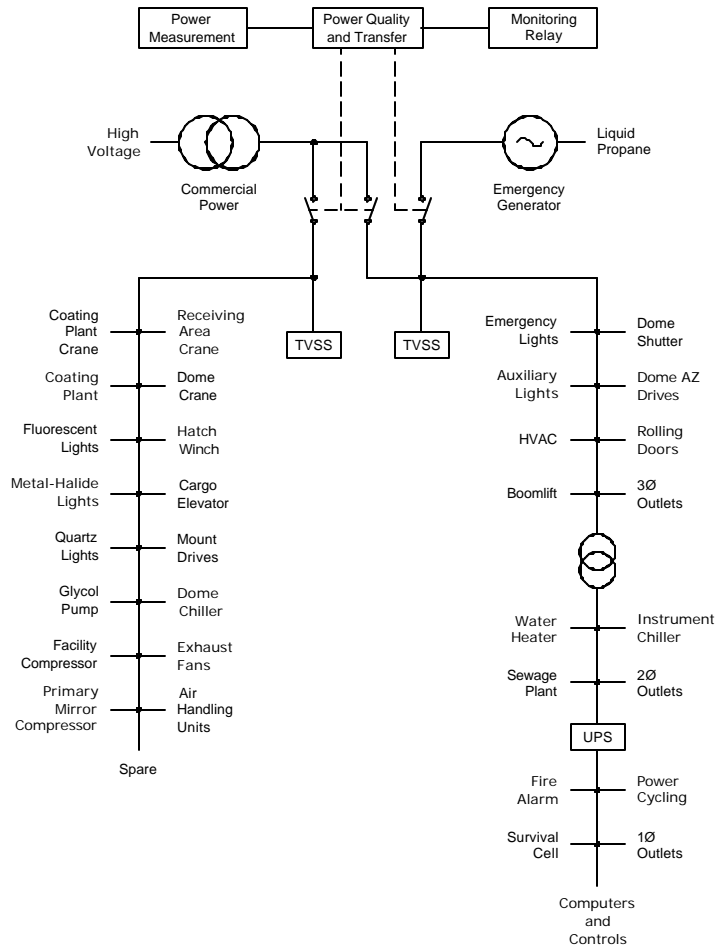 Power
Measurement
Power Quality
and Transfer
Monitoring
Relay
High
Voltage
Commercial
Power
Emergency
Generator
Liquid
Propane
TVSS
TVSS
Coating
Plant
Crane
Receiving
Area
Crane
Coating
Plant
Dome
Crane
Fluorescent
Lights
Hatch
Winch
Metal-Halide
Lights
Cargo
Elevator
Quartz
Lights
Mount
Drives
Glycol
Pump
Dome
Chiller
Facility
Compressor
Exhaust
Fans
Primary
Mirror
Compressor
Air
Handling
Units
Spare
Emergency
Lights
Dome
Shutter
Auxiliary
Lights
Dome AZ
Drives
HVAC
Rolling
Doors
Boomlift
3Ø
Outlets
Water
Heater
Instrument
Chiller
Sewage
Plant
2Ø
Outlets
UPS
Fire
Alarm
Power
Cycling
Survival
Cell
1Ø
Outlets
Computers
and
Controls